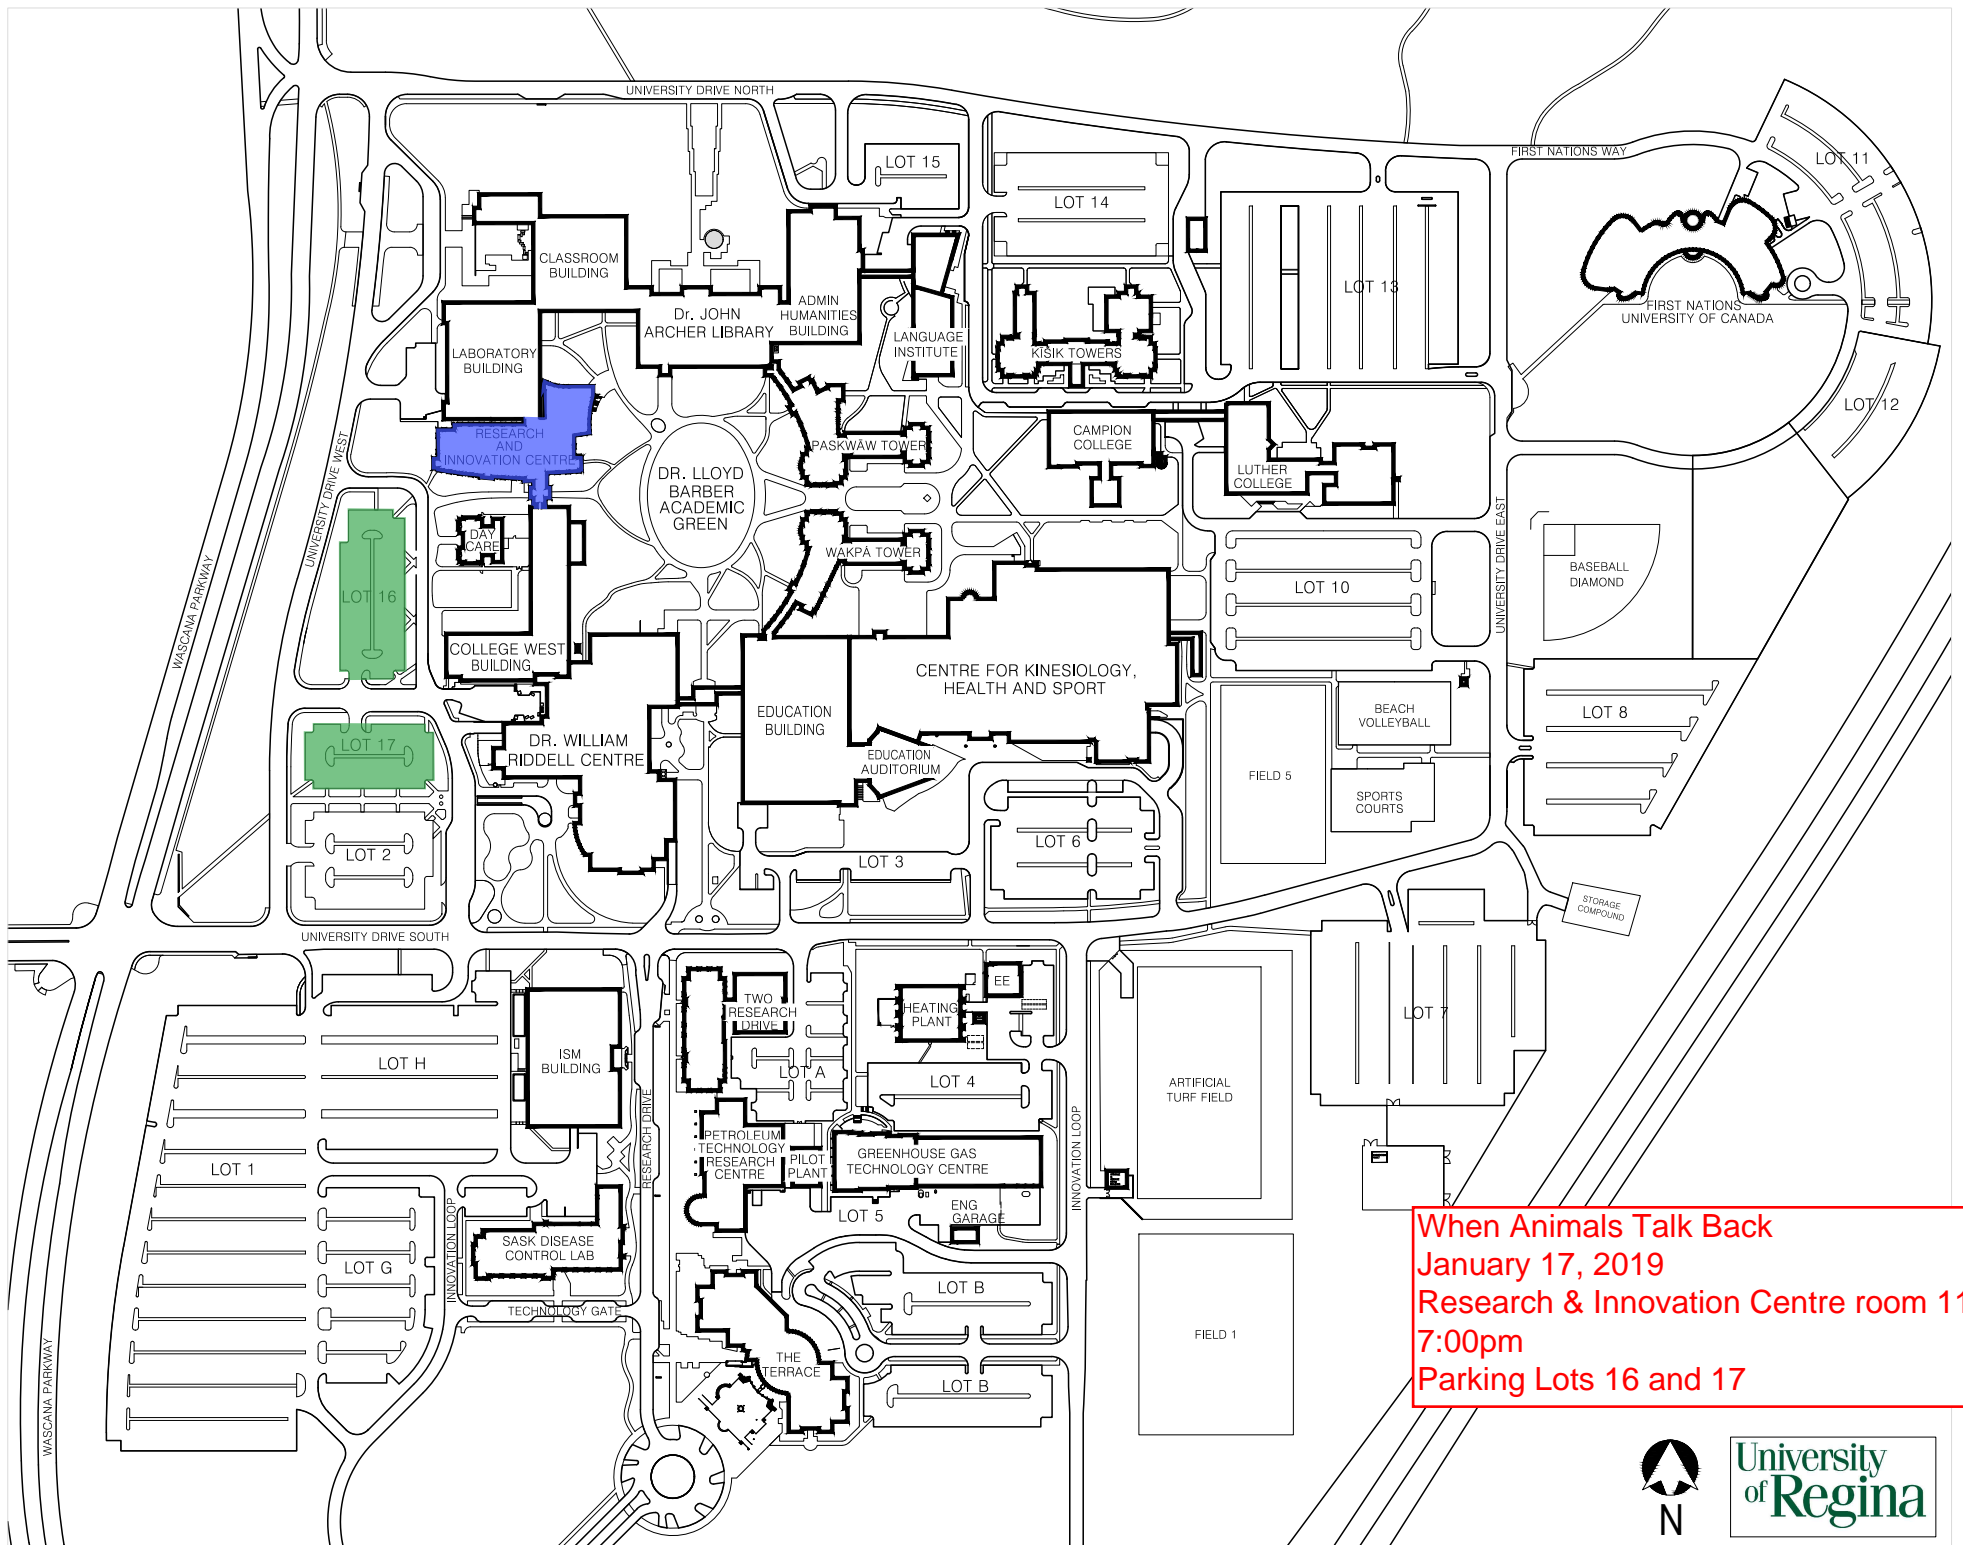 UNIVERSITY DRIVE NORTH
FIRST NATIONS WAY
LOT 11
LOT 15
LOT 14
CLASSROOM
BUILDING
LOT 13
ADMIN
HUMANITIES
BUILDING
Dr. JOHN
ARCHER LIBRARY
FIRST NATIONS
UNIVERSITY OF CANADA
LANGUAGE
INSTITUTE
KĪSIK TOWERS
LABORATORY
BUILDING
LOT 12
RESEARCH
AND
INNOVATION CENTRE
PASKWĀW TOWER
CAMPION
COLLEGE
LUTHER
COLLEGE
UNIVERSITY DRIVE WEST
DR. LLOYD
BARBER
ACADEMIC
GREEN
UNIVERSITY DRIVE EAST
DAY
CARE
WAKPĀ TOWER
BASEBALL
DIAMOND
LOT 10
LOT 16
WASCANA PARKWAY
COLLEGE WEST
BUILDING
CENTRE FOR KINESIOLOGY,
HEALTH AND SPORT
EDUCATION
BUILDING
BEACH
VOLLEYBALL
LOT 8
LOT 17
DR. WILLIAM
RIDDELL CENTRE
EDUCATION
AUDITORIUM
FIELD 5
SPORTS
COURTS
LOT 2
LOT 3
LOT 6
STORAGE
COMPOUND
UNIVERSITY DRIVE SOUTH
TWO
RESEARCH
DRIVE
EE
HEATING
PLANT
LOT 7
LOT H
ISM
BUILDING
LOT A
LOT 4
ARTIFICIAL
TURF FIELD
RESEARCH DRIVE
INNOVATION LOOP
PETROLEUM
TECHNOLOGY
RESEARCH
CENTRE
PILOT
PLANT
GREENHOUSE GAS
TECHNOLOGY CENTRE
LOT 1
LOT 5
ENG
GARAGE
INNOVATION LOOP
SASK DISEASE
CONTROL LAB
LOT G
LOT B
TECHNOLOGY GATE
FIELD 1
THE
TERRACE
LOT B
WASCANA PARKWAY
When Animals Talk Back
January 17, 2019
Research & Innovation Centre room 11
7:00pm
Parking Lots 16 and 17
N
University
of Regina